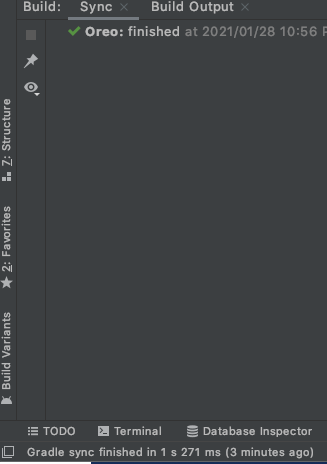 Build: Sync × Build Output ×
Oreo: finished at 2021/01/28 10:56
7: Structure
2: Favorites
Build Variants
TODO Terminal Database Inspector
Gradle sync finished in 1 s 271 ms (3 minutes ago)